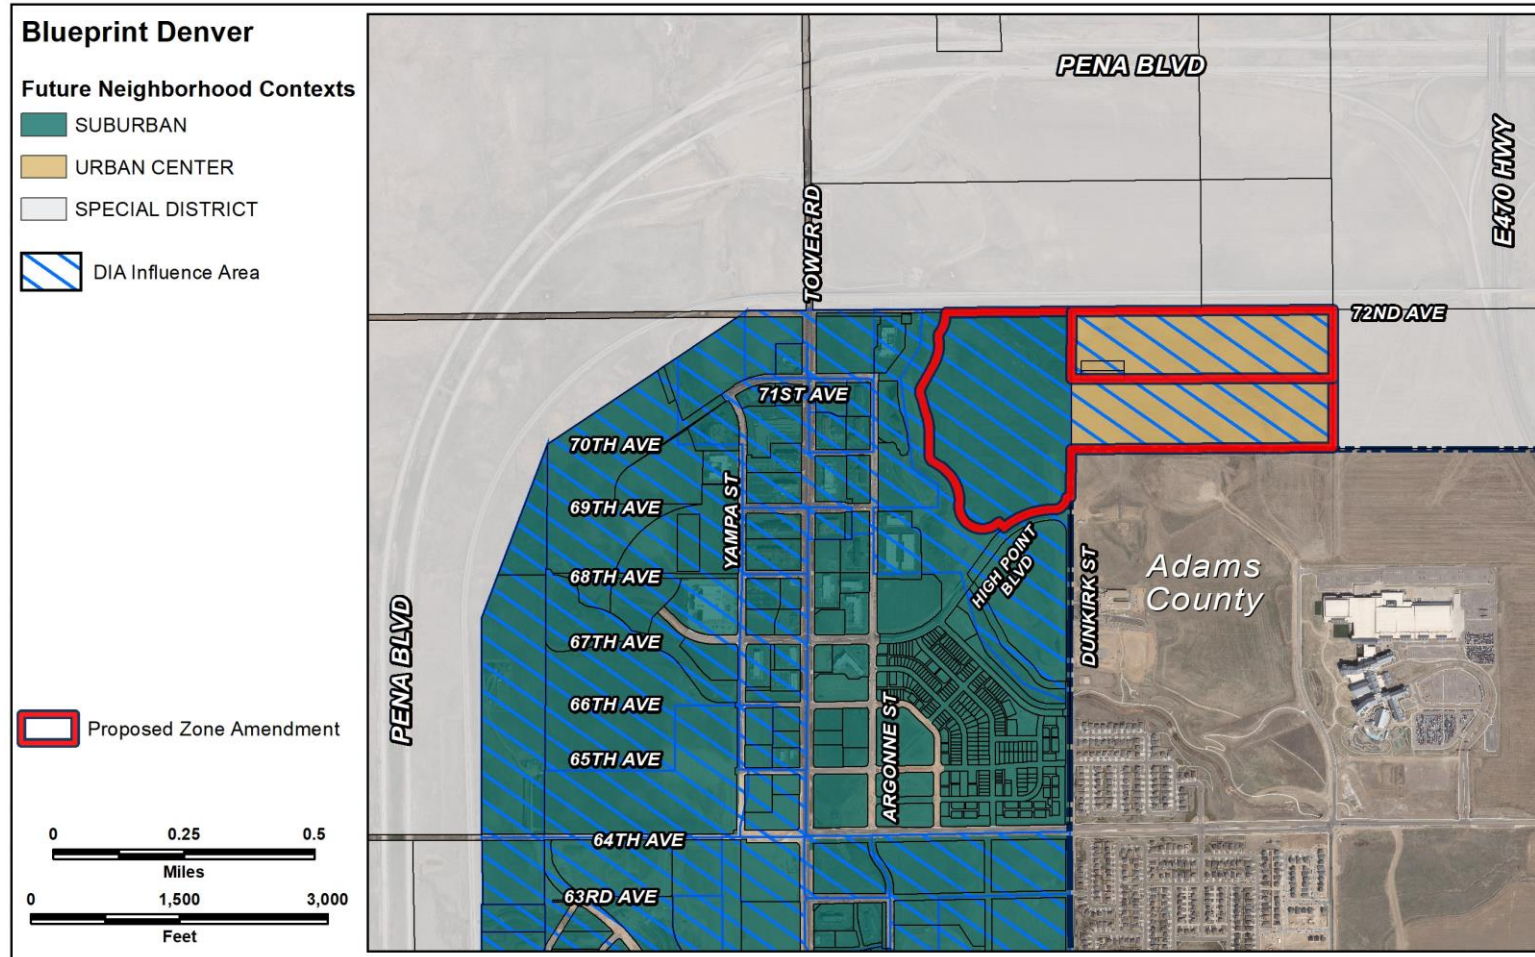 Blueprint Denver
Future Neighborhood Contexts
SUBURBAN
URBAN CENTER
SPECIAL DISTRICT
DIA Influence Area
Proposed Zone Amendment
0 0.25 0.5
Miles
0 1,500 3,000
Feet
PENA BLVD
E470 HWY
TOWER RD
72ND AVE
71ST AVE
70TH AVE
YAMPA ST
69TH AVE
HIGH POINT
BLVD
DUNKIRK ST
Adams
County
68TH AVE
PENA BLVD
67TH AVE
66TH AVE
ARGONNE ST
65TH AVE
64TH AVE
63RD AVE